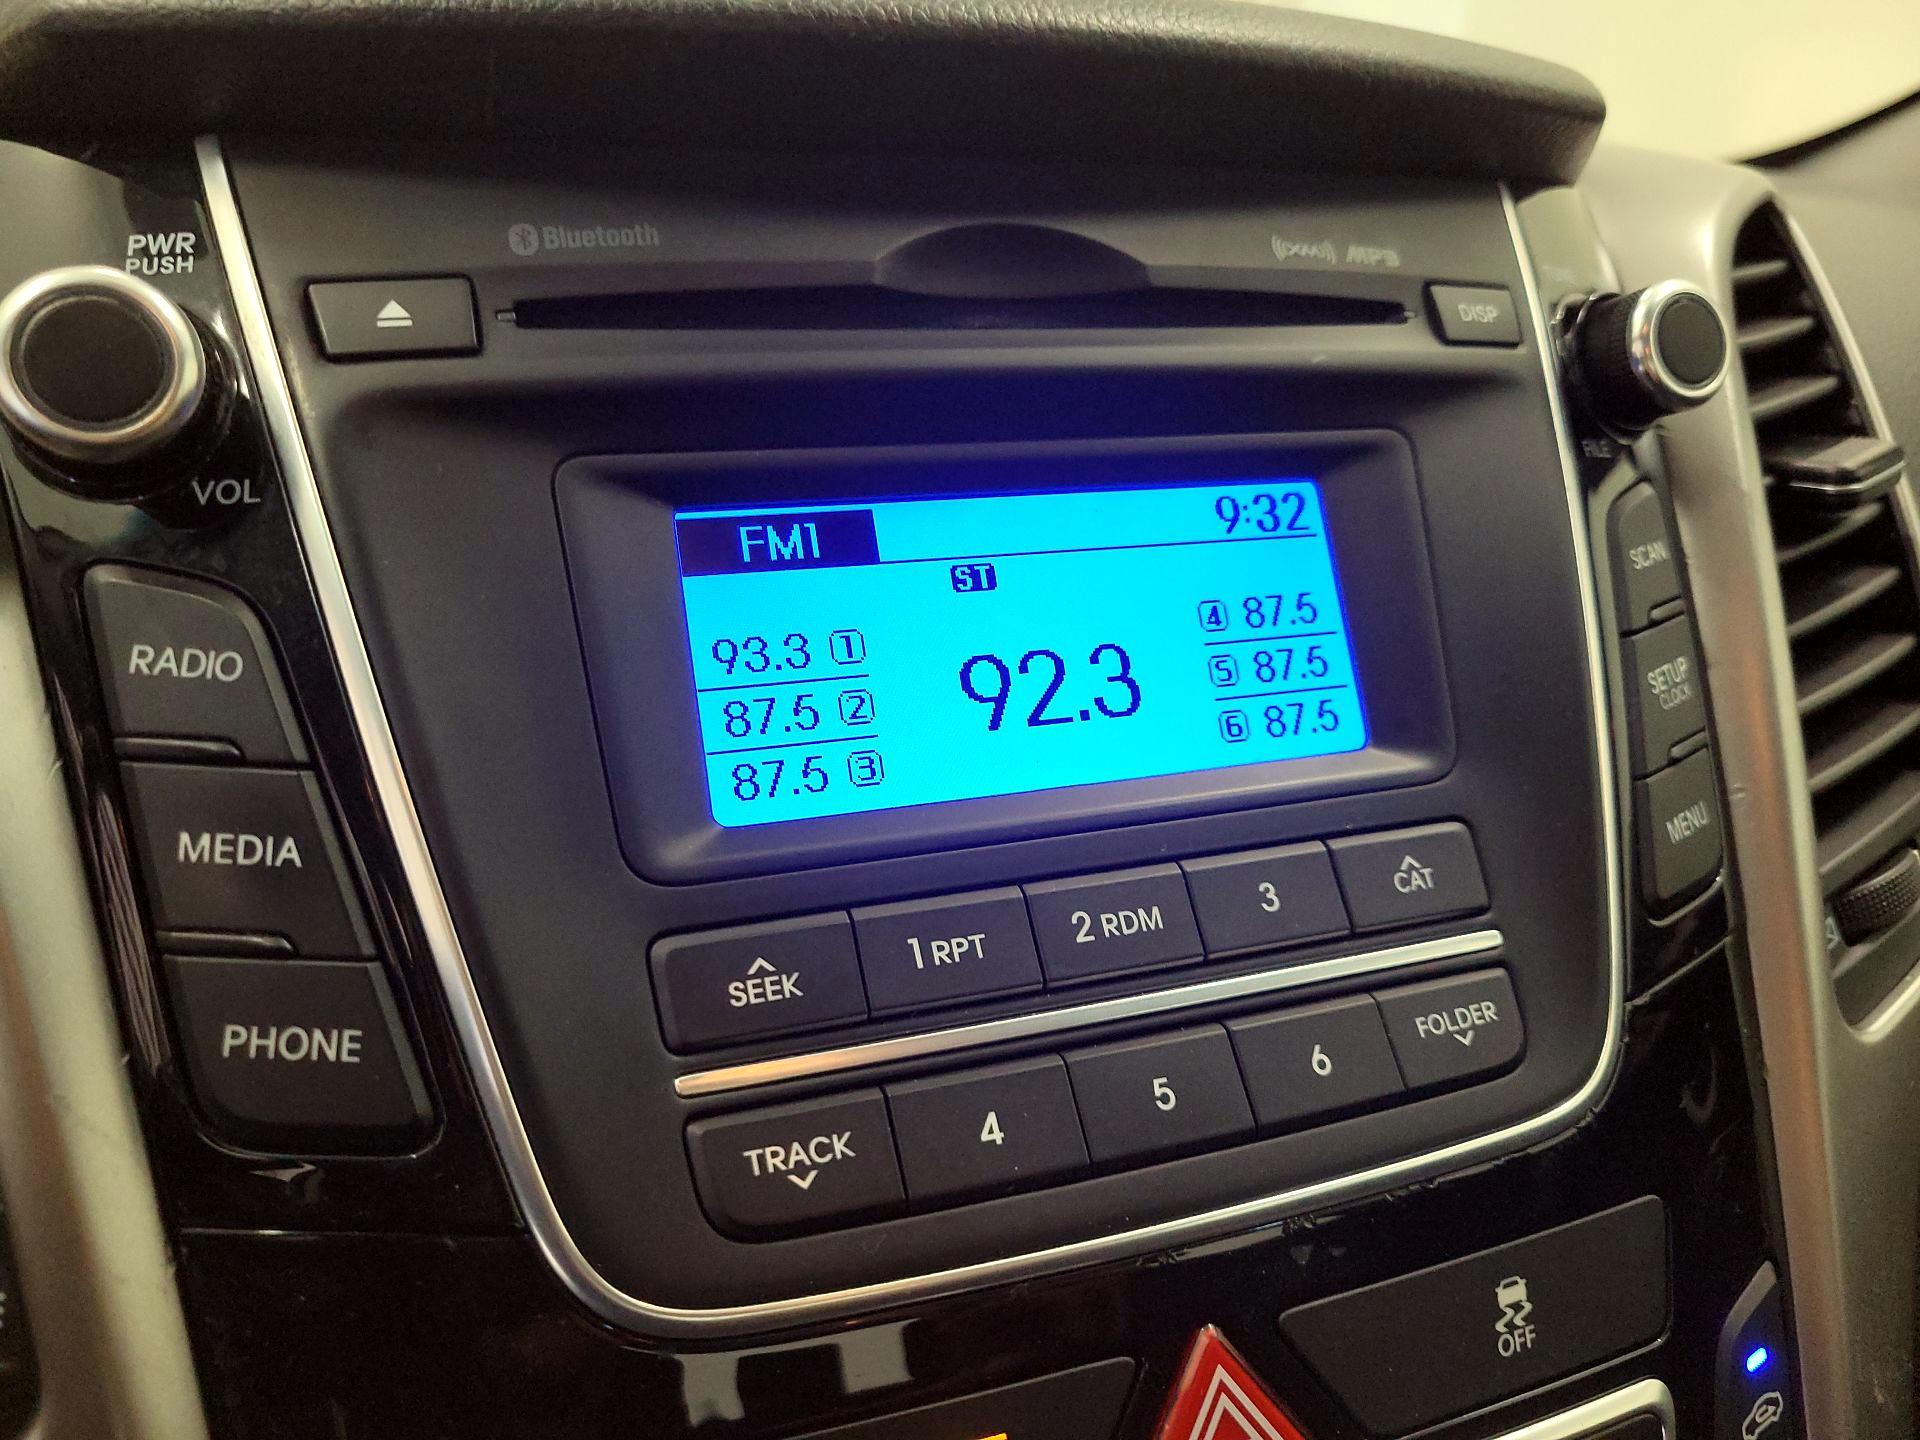 Bluetooth
((XM)) MP3
PWR
PUSH
DISP
VOL
FILE
FM1
9:32
ST
93.3 1
87.5 2
87.5 3
92.3
4 87.5
5 87.5
6 87.5
RADIO
MEDIA
PHONE
SCAN
SETUP
CLOCK
MENU
SEEK
1 RPT
2 RDM
3
CAT
TRACK
4
5
6
FOLDER
OFF